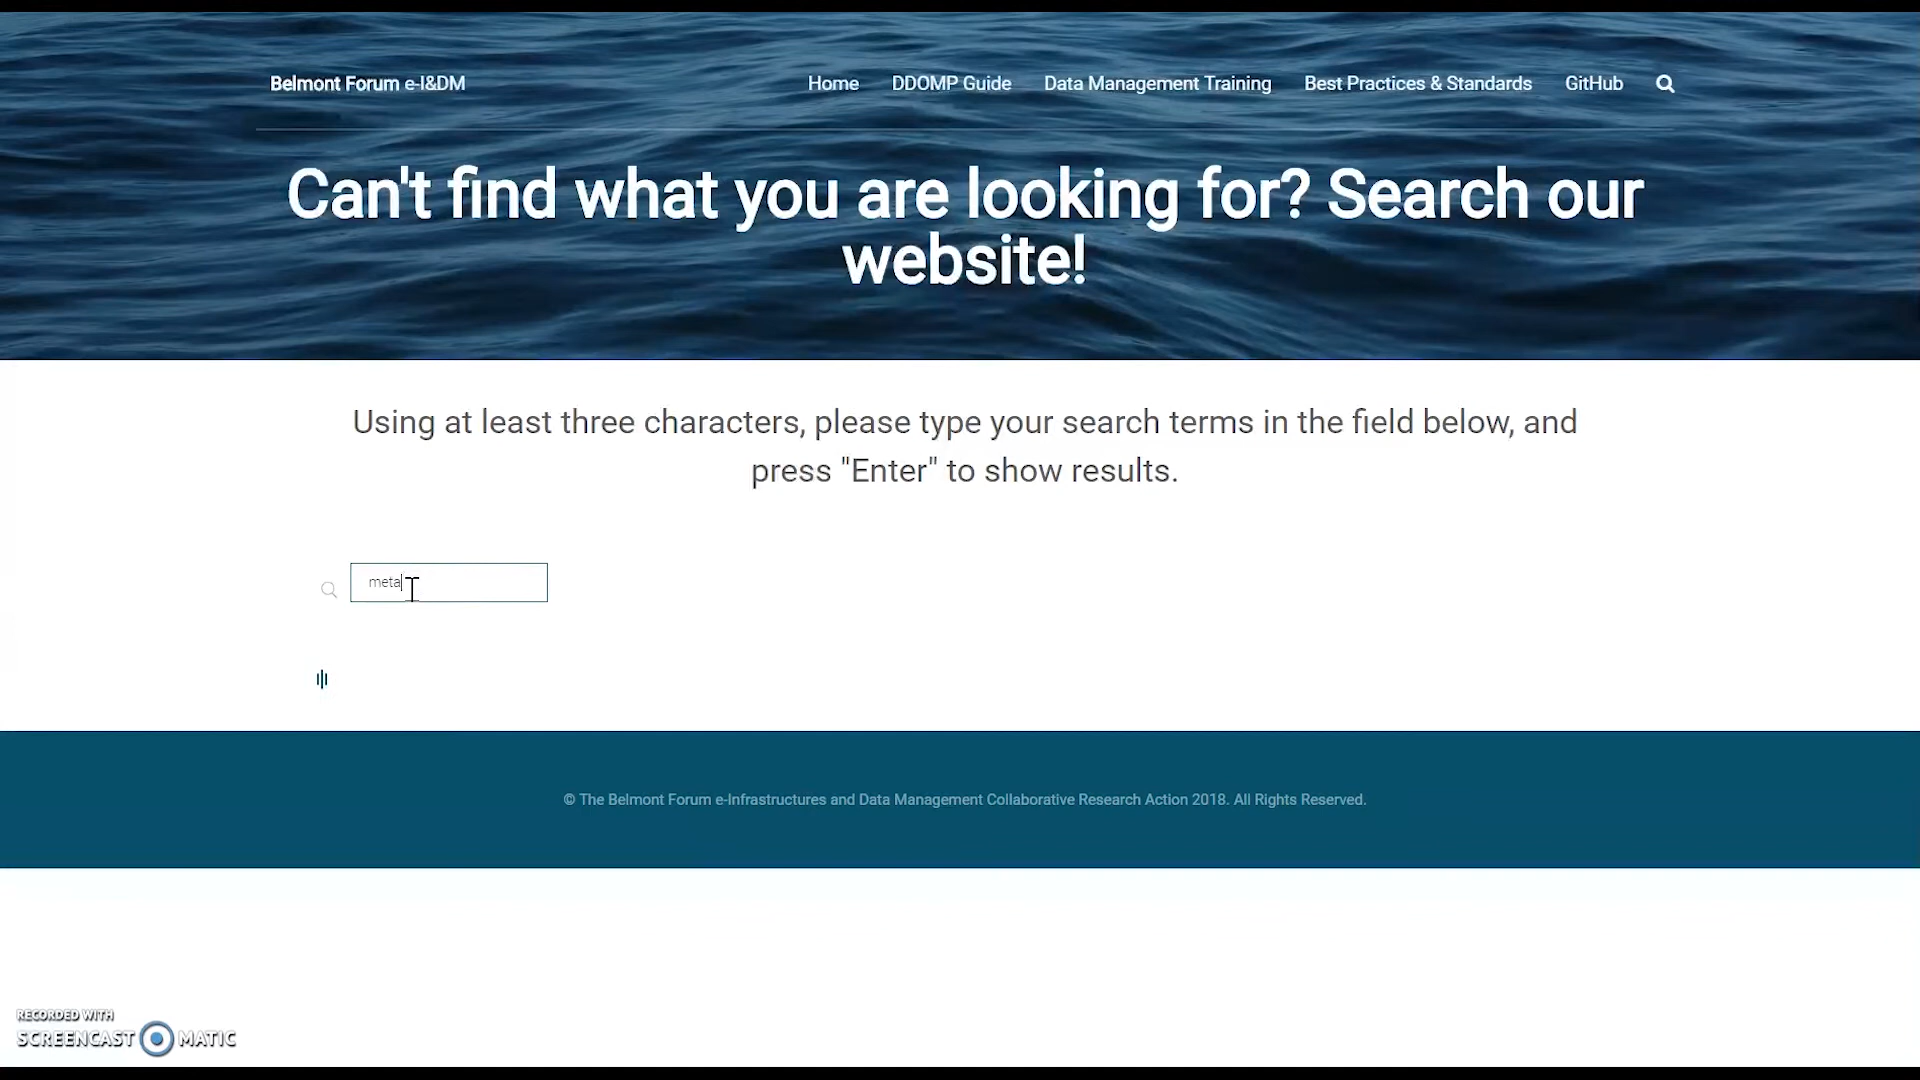 Belmont Forum e-I&DM
Home DDOMP Guide Data Management Training Best Practices & Standards GitHub
Can't find what you are looking for? Search our
website!
Using at least three characters, please type your search terms in the field below, and
press "Enter" to show results.
meta
© The Belmont Forum e-Infrastructures and Data Management Collaborative Research Action 2018. All Rights Reserved.
RECORDED WITH
SCREENCAST MATIC